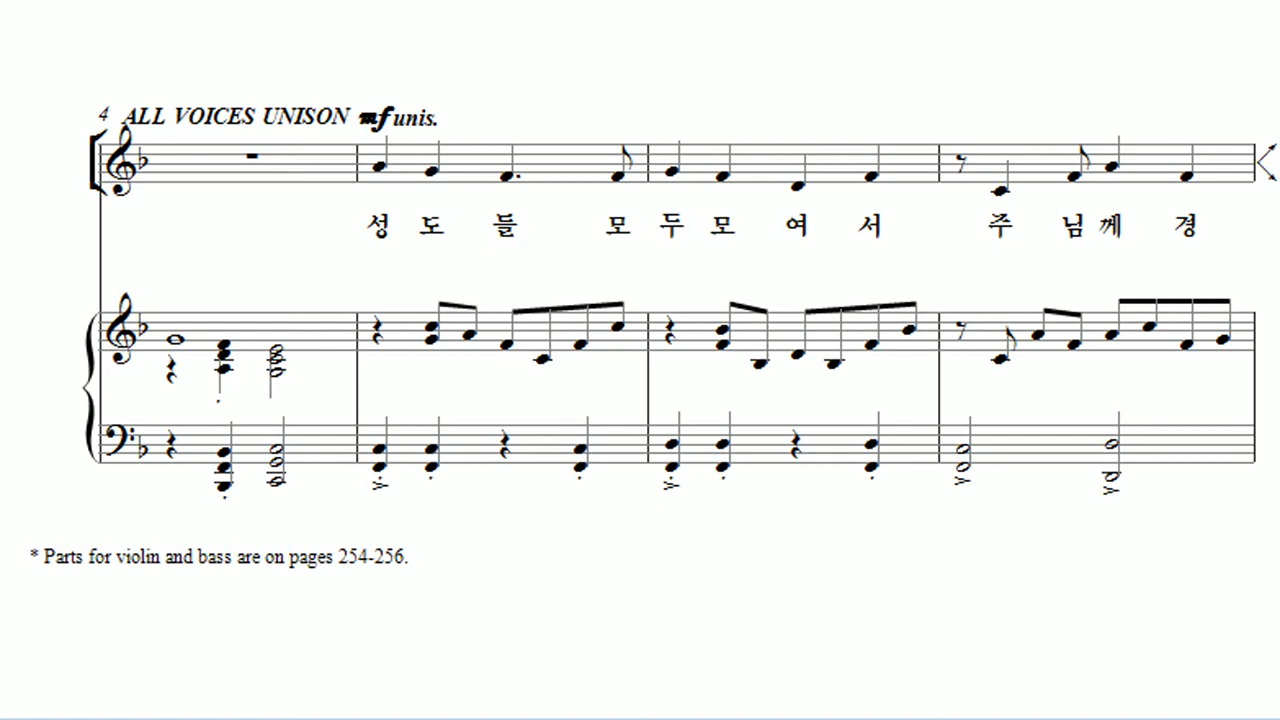 4 ALL VOICES UNISON mf unis.
성 도 들 모 두 모 여 서 주 님 께 경
* Parts for violin and bass are on pages 254-256.